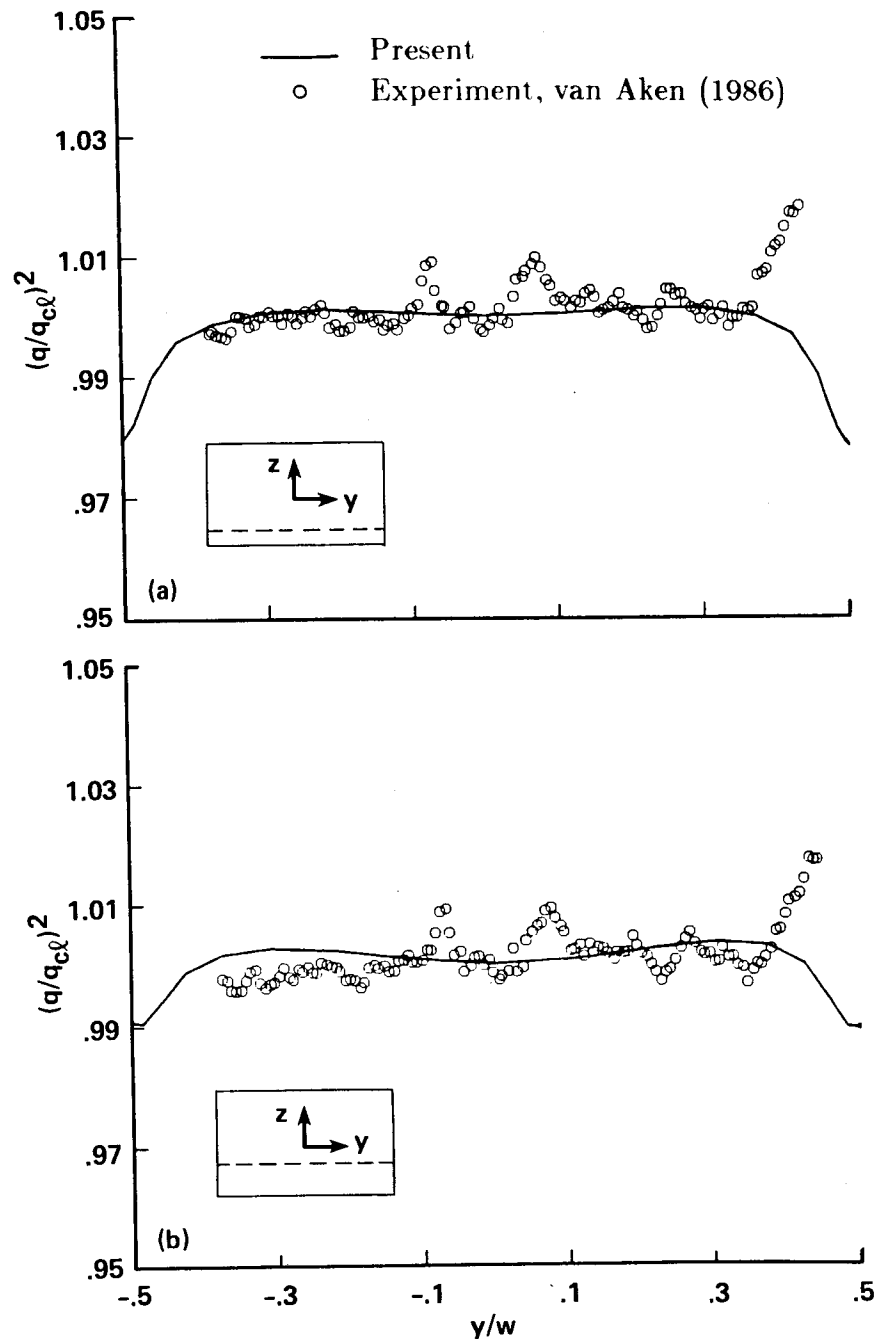 1.05
— Present
○ Experiment, van Aken (1986)
1.03
1.01
(q/q_cℓ)²
.99
.97
z
y
(a)
.95
1.05
1.03
1.01
(q/q_cℓ)²
.99
.97
z
y
(b)
.95
-.5 -.3 -.1 .1 .3 .5
y/w